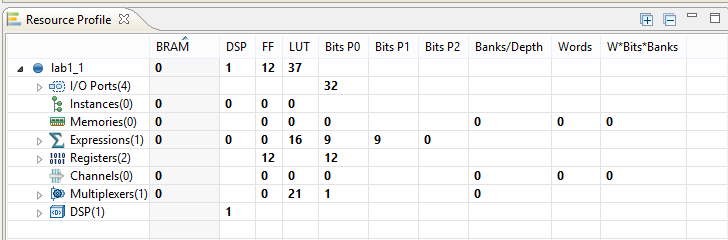 Resource Profile
BRAM DSP FF LUT Bits P0 Bits P1 Bits P2 Banks/Depth Words W*Bits*Banks
lab1_1 0 1 12 37
I/O Ports(4) 32
Instances(0) 0 0 0 0
Memories(0) 0 0 0 0 0 0 0
Expressions(1) 0 0 0 16 9 9 0
Registers(2) 12 12
Channels(0) 0 0 0 0 0 0 0
Multiplexers(1) 0 0 21 1 0
DSP(1) 1